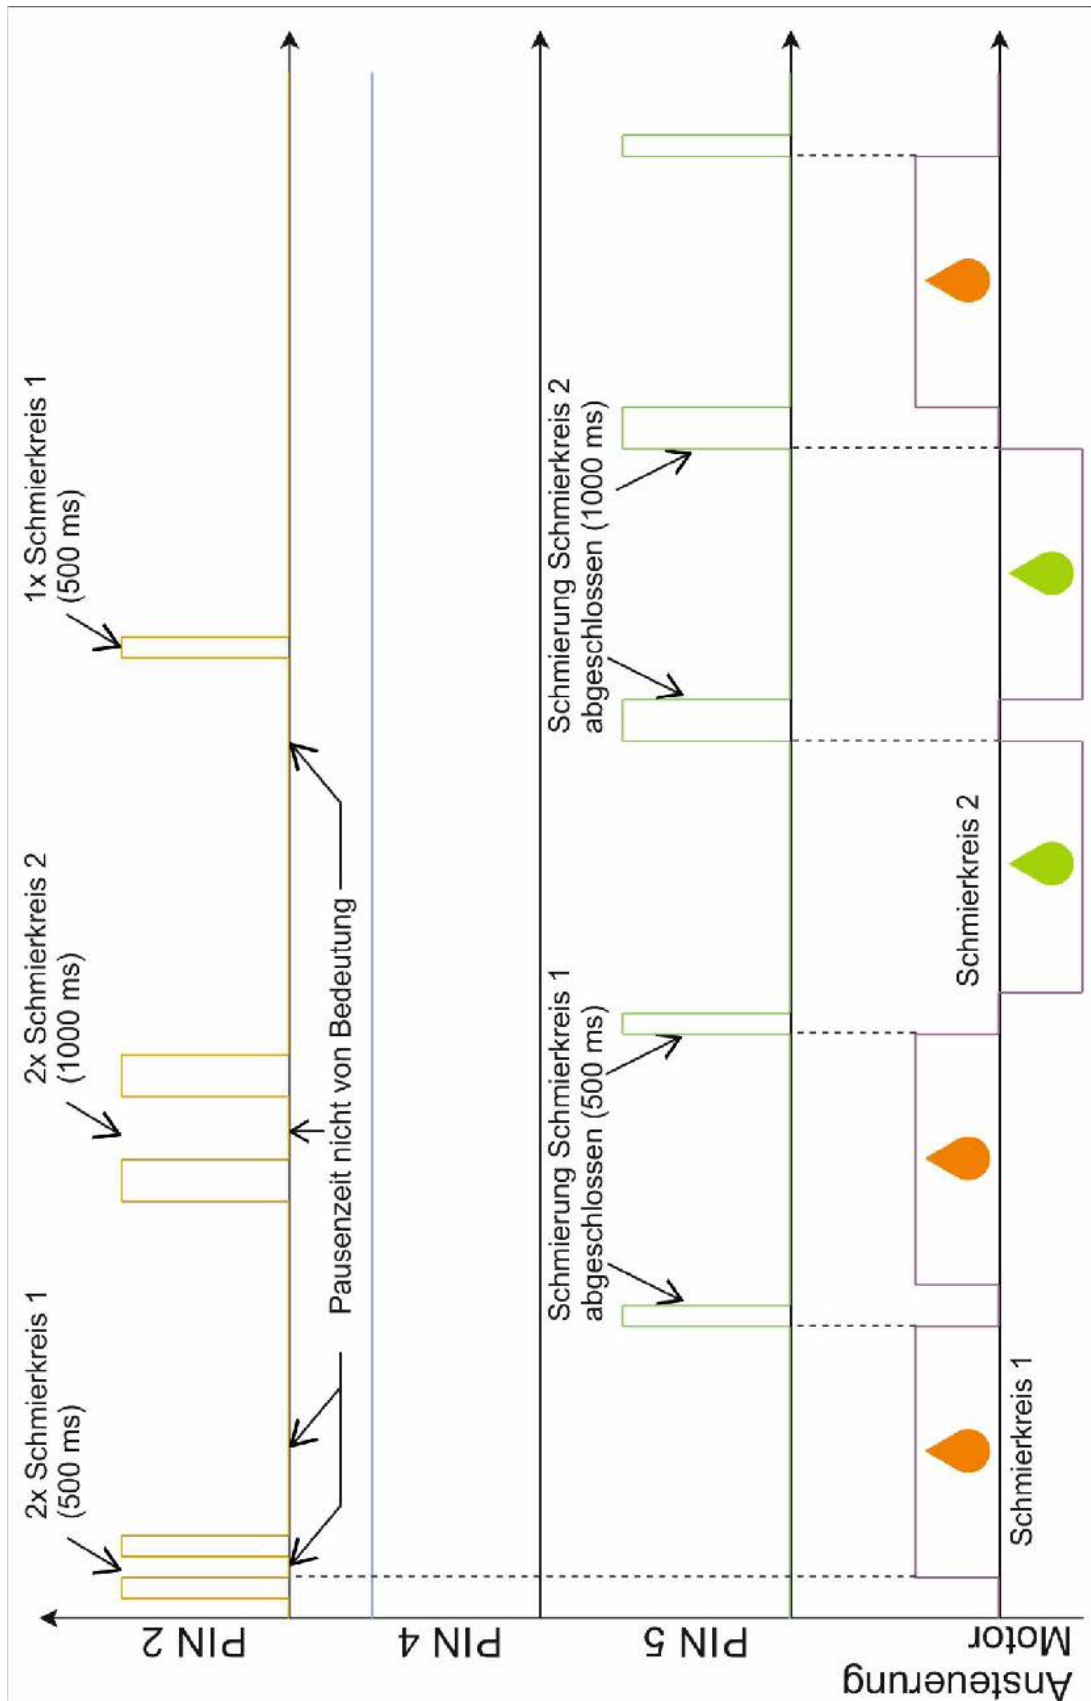 PIN 2
2x Schmierkreis 1
(500 ms)
2x Schmierkreis 2
(1000 ms)
1x Schmierkreis 1
(500 ms)
Pausenzeit nicht von Bedeutung
PIN 4
PIN 5
Schmierung Schmierkreis 1
abgeschlossen (500 ms)
Schmierung Schmierkreis 2
abgeschlossen (1000 ms)
Ansteuerung
Motor
Schmierkreis 1
Schmierkreis 2